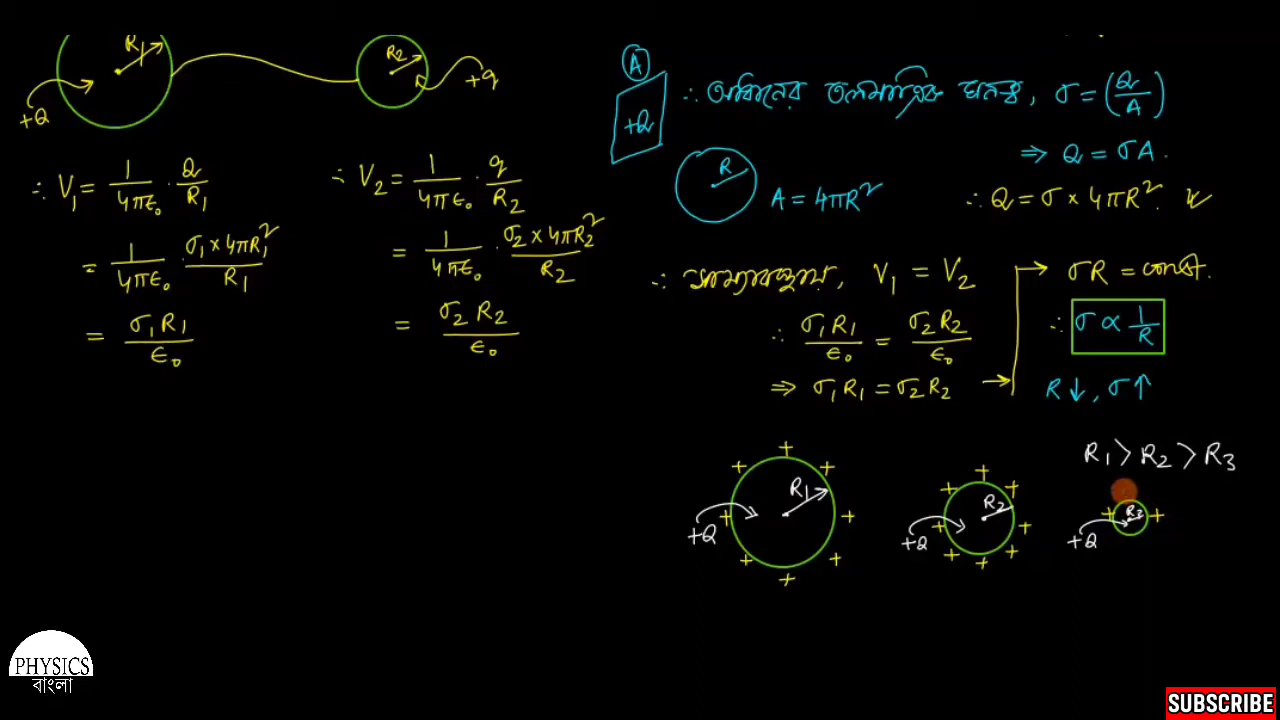 R₁
R₂
+Q
+q
∴ V₁ = 1/4πε₀ · Q/R₁
= 1/4πε₀ · σ₁ × 4πR₁²/R₁
= σ₁R₁/ε₀
∴ V₂ = 1/4πε₀ · q/R₂
= 1/4πε₀ · σ₂ × 4πR₂²/R₂
= σ₂R₂/ε₀
A
+Q
∴ আধানের তলমাত্রিক ঘনত্ব, σ = (Q/A)
⇒ Q = σA.
R
A = 4πR²
∴ Q = σ × 4πR².
∴ সাম্যাবস্থায়, V₁ = V₂
∴ σ₁R₁/ε₀ = σ₂R₂/ε₀
⇒ σ₁R₁ = σ₂R₂ →
→ σR = const.
∴ σ ∝ 1/R
R↓, σ↑
R₁ > R₂ > R₃
+ + + + + + + +
R₁
+Q
+ + + + + + + +
R₂
+Q
+ +
R₃
+Q
PHYSICS
বাংলা
SUBSCRIBE